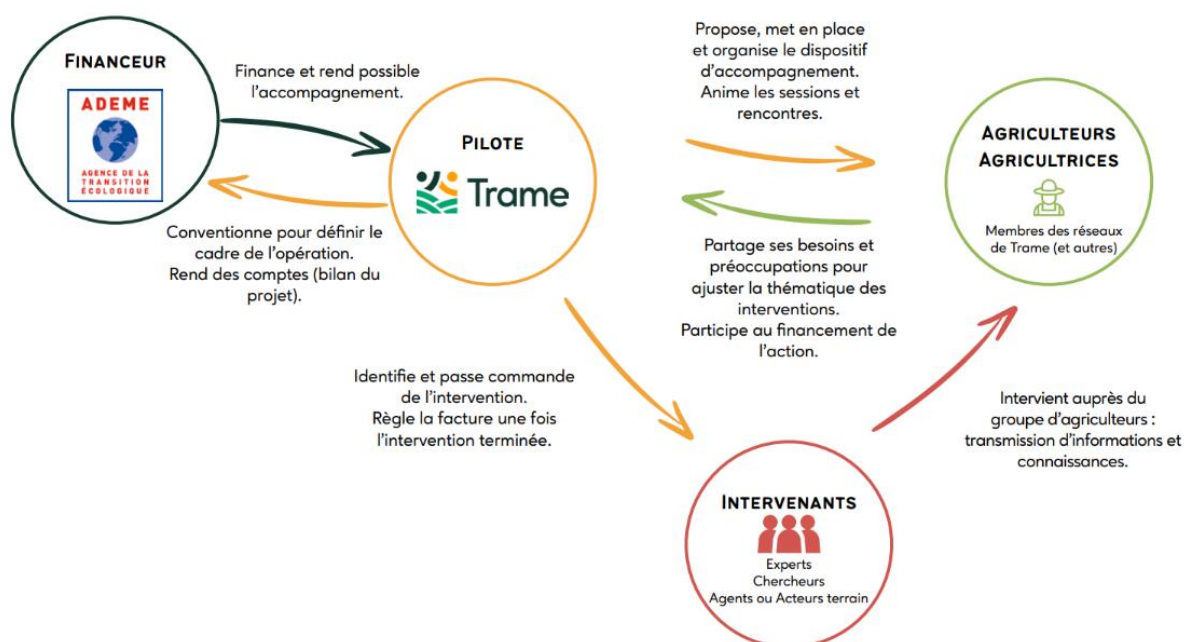 FINANCEUR
ADEME
AGENCE DE LA
TRANSITION
ÉCOLOGIQUE
Finance et rend possible
l'accompagnement.
Conventionne pour définir le
cadre de l'opération.
Rend des comptes (bilan du
projet).
PILOTE
Trame
Propose, met en place
et organise le dispositif
d'accompagnement.
Anime les sessions et
rencontres.
Partage ses besoins et
préoccupations pour
ajuster la thématique des
interventions.
Participe au financement de
l'action.
AGRICULTEURS
AGRICULTRICES
Membres des réseaux
de Trame (et autres)
Identifie et passe commande
de l'intervention.
Règle la facture une fois
l'intervention terminée.
Intervient auprès du
groupe d'agriculteurs :
transmission d'informations et
connaissances.
INTERVENANTS
Experts
Chercheurs
Agents ou Acteurs terrain